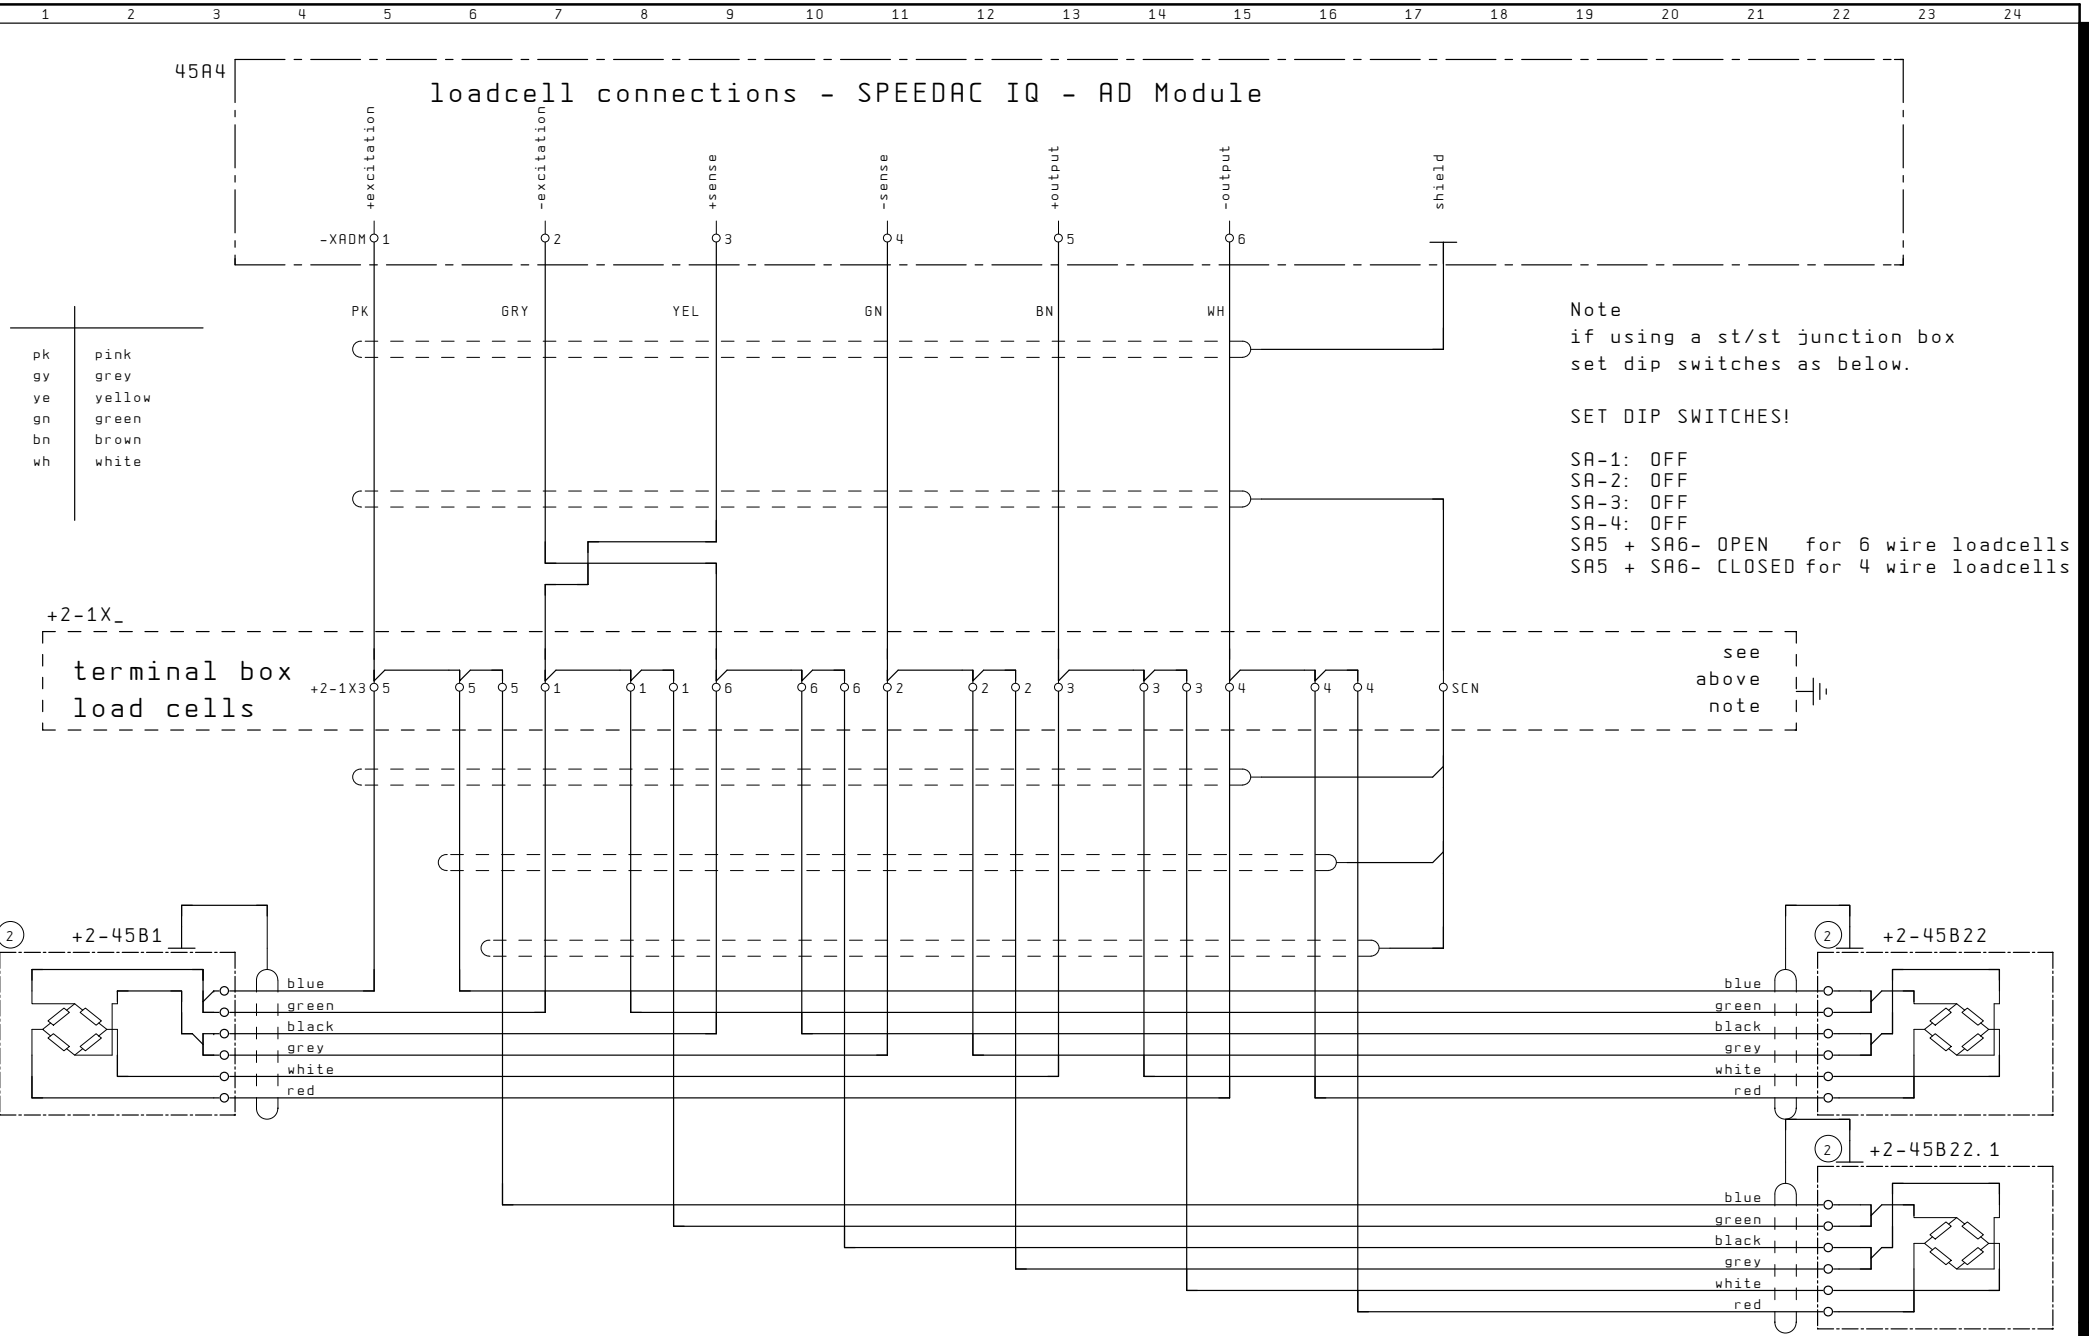 1 2 3 4 5 6 7 8 9 10 11 12 13 14 15 16 17 18 19 20 21 22 23 24
45A4
loadcell connections - SPEEDAC IQ - AD Module
+excitation
-excitation
+sense
-sense
+output
-output
shield
-XADM 1 2 3 4 5 6
PK GRY YEL GN BN WH
pk pink
gy grey
ye yellow
gn green
bn brown
wh white
Note
if using a st/st junction box
set dip switches as below.
SET DIP SWITCHES!
SA-1: OFF
SA-2: OFF
SA-3: OFF
SA-4: OFF
SA5 + SA6- OPEN for 6 wire loadcells
SA5 + SA6- CLOSED for 4 wire loadcells
+2-1X_
terminal box
load cells
+2-1X3 5 5 5 1 1 1 6 6 6 2 2 2 3 3 3 4 4 4 SCN
see
above
note
2 +2-45B1
blue
green
black
grey
white
red
2 +2-45B22
blue
green
black
grey
white
red
2 +2-45B22.1
blue
green
black
grey
white
red